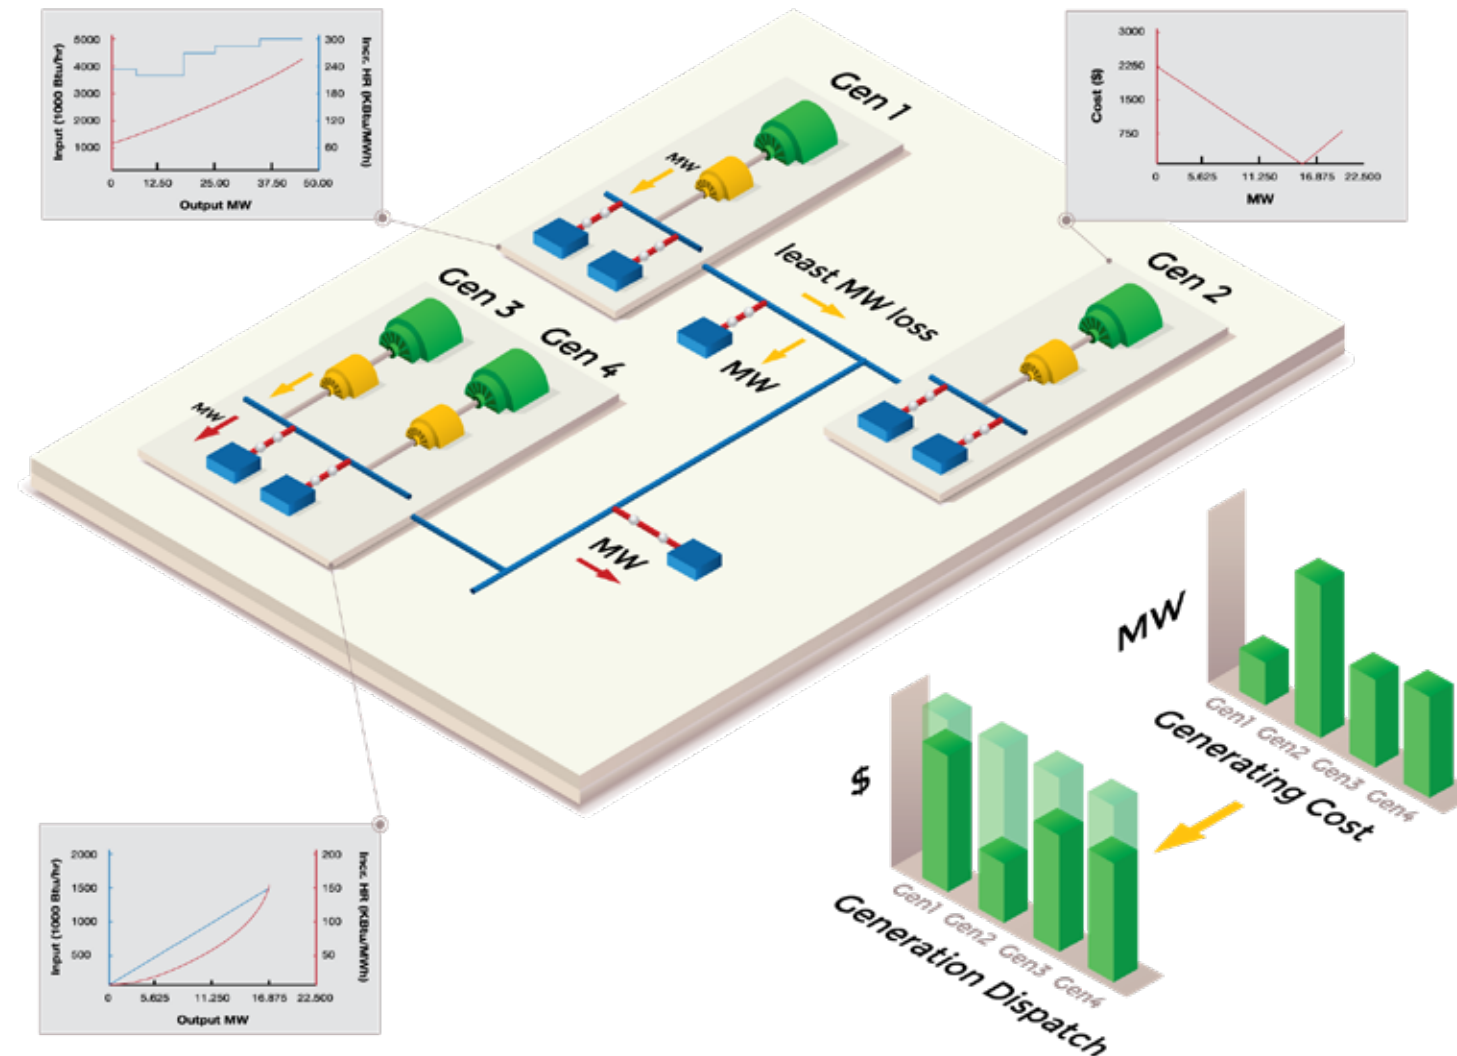 5000
4000
3000
2000
1000
Input (1000 Btu/hr)
300
240
180
120
60
Incr. HR (KBtu/MWh)
0 12.50 25.00 37.50 50.00
Output MW
3000
2250
1500
750
Cost ($)
0 5.625 11.250 16.875 22.500
MW
Gen 1
MW
least MW loss
MW
Gen 2
Gen 3
Gen 4
MW
MW
2000
1500
1000
500
Input (1000 Btu/hr)
200
150
100
50
Incr. HR (KBtu/MWh)
0 5.625 11.250 16.875 22.500
Output MW
MW
Gen1 Gen2 Gen3 Gen4
Generating Cost
$
Gen1 Gen2 Gen3 Gen4
Generation Dispatch